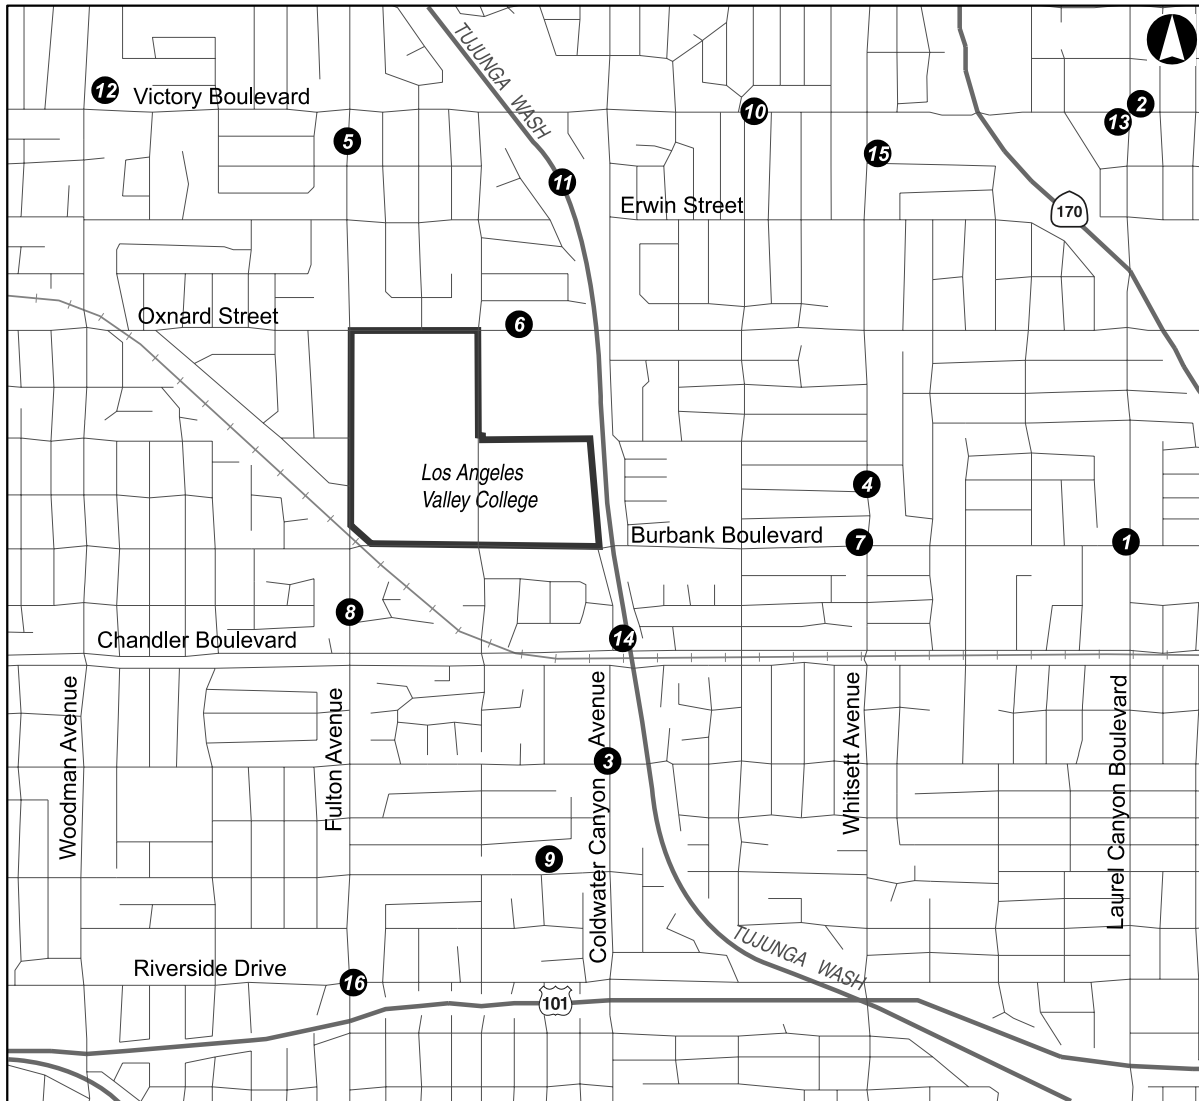 TUJUNGA WASH
12
Victory Boulevard
2
10
13
5
15
11
Erwin Street
170
Oxnard Street
6
Los Angeles
Valley College
4
Burbank Boulevard
7
1
8
Chandler Boulevard
14
Woodman Avenue
Fulton Avenue
Coldwater Canyon Avenue
Whitsett Avenue
Laurel Canyon Boulevard
3
9
TUJUNGA WASH
Riverside Drive
16
101